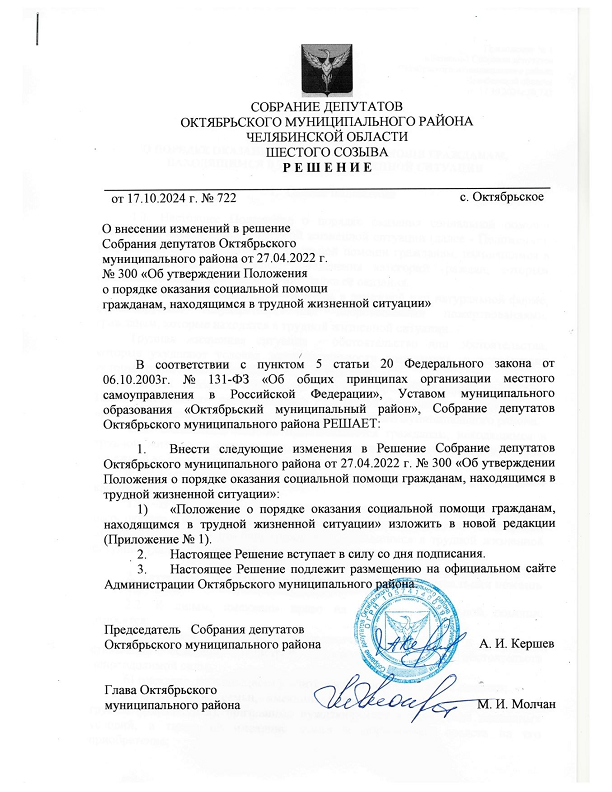 СОБРАНИЕ ДЕПУТАТОВ
ОКТЯБРЬСКОГО МУНИЦИПАЛЬНОГО РАЙОНА
ЧЕЛЯБИНСКОЙ ОБЛАСТИ
ШЕСТОГО СОЗЫВА
Р Е Ш Е Н И Е
от 17.10.2024 г. № 722 с. Октябрьское
О внесении изменений в решение
Собрания депутатов Октябрьского
муниципального района от 27.04.2022 г.
№ 300 «Об утверждении Положения
о порядке оказания социальной помощи
гражданам, находящимся в трудной жизненной ситуации»
В соответствии с пунктом 5 статьи 20 Федерального закона от
06.10.2003г. № 131-ФЗ «Об общих принципах организации местного
самоуправления в Российской Федерации», Уставом муниципального
образования «Октябрьский муниципальный район», Собрание депутатов
Октябрьского муниципального района РЕШАЕТ:
1. Внести следующие изменения в Решение Собрание депутатов
Октябрьского муниципального района от 27.04.2022 г. № 300 «Об утверждении
Положения о порядке оказания социальной помощи гражданам, находящимся в
трудной жизненной ситуации»:
1) «Положение о порядке оказания социальной помощи гражданам,
находящимся в трудной жизненной ситуации» изложить в новой редакции
(Приложение № 1).
2. Настоящее Решение вступает в силу со дня подписания.
3. Настоящее Решение подлежит размещению на официальном сайте
Администрации Октябрьского муниципального района.
Председатель Собрания депутатов
Октябрьского муниципального района А. И. Кершев
Глава Октябрьского
муниципального района М. И. Молчан